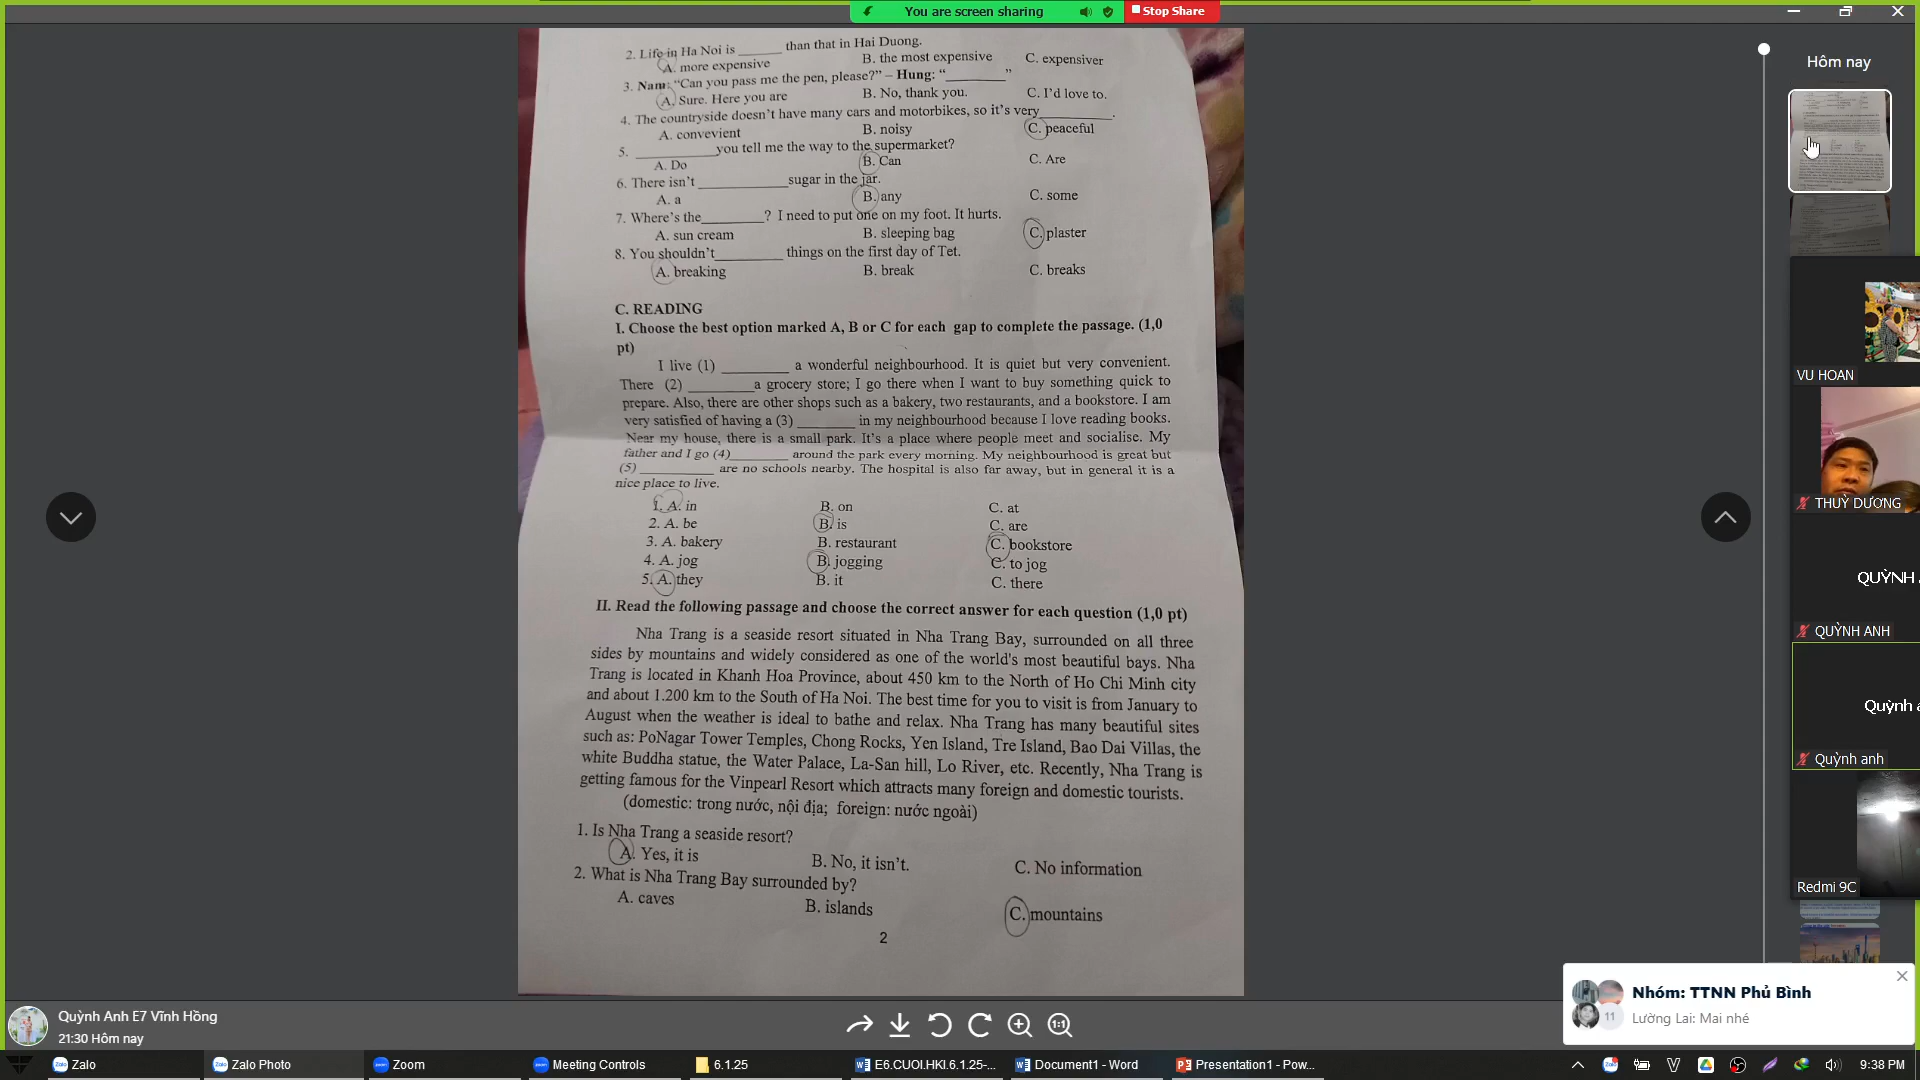 You are screen sharing
Stop Share
2. Life in Ha Noi is ______ than that in Hai Duong.
A. more expensive B. the most expensive C. expensiver
3. Nam: “Can you pass me the pen, please?” – Hung: “________”
A. Sure. Here you are B. No, thank you. C. I’d love to.
4. The countryside doesn’t have many cars and motorbikes, so it’s very__________.
A. convevient B. noisy C. peaceful
5. ___________you tell me the way to the supermarket?
A. Do B. Can C. Are
6. There isn’t ____________sugar in the jar.
A. a B. any C. some
7. Where’s the________? I need to put one on my foot. It hurts.
A. sun cream B. sleeping bag C. plaster
8. You shouldn’t_________ things on the first day of Tet.
A. breaking B. break C. breaks
C. READING
I. Choose the best option marked A, B or C for each gap to complete the passage. (1,0
pt)
I live (1) _________ a wonderful neighbourhood. It is quiet but very convenient.
There (2) _________a grocery store; I go there when I want to buy something quick to
prepare. Also, there are other shops such as a bakery, two restaurants, and a bookstore. I am
very satisfied of having a (3) ________ in my neighbourhood because I love reading books.
Near my house, there is a small park. It’s a place where people meet and socialise. My
father and I go (4)________ around the park every morning. My neighbourhood is great but
(5) __________ are no schools nearby. The hospital is also far away, but in general it is a
nice place to live.
1. A. in B. on C. at
2. A. be B. is C. are
3. A. bakery B. restaurant C. bookstore
4. A. jog B. jogging C. to jog
5. A. they B. it C. there
II. Read the following passage and choose the correct answer for each question (1,0 pt)
Nha Trang is a seaside resort situated in Nha Trang Bay, surrounded on all three
sides by mountains and widely considered as one of the world's most beautiful bays. Nha
Trang is located in Khanh Hoa Province, about 450 km to the North of Ho Chi Minh city
and about 1.200 km to the South of Ha Noi. The best time for you to visit is from January to
August when the weather is ideal to bathe and relax. Nha Trang has many beautiful sites
such as: PoNagar Tower Temples, Chong Rocks, Yen Island, Tre Island, Bao Dai Villas, the
white Buddha statue, the Water Palace, La-San hill, Lo River, etc. Recently, Nha Trang is
getting famous for the Vinpearl Resort which attracts many foreign and domestic tourists.
(domestic: trong nước, nội địa; foreign: nước ngoài)
1. Is Nha Trang a seaside resort?
A. Yes, it is B. No, it isn’t. C. No information
2. What is Nha Trang Bay surrounded by?
A. caves B. islands C. mountains
2
Hôm nay
VU HOAN
THUỲ DƯƠNG
QUỲNH
QUỲNH ANH
Quỳnh
Quỳnh anh
Redmi 9C
Nhóm: TTNN Phủ Bình
11
Lường Lai: Mai nhé
Quỳnh Anh E7 Vĩnh Hồng
21:30 Hôm nay
1:1
Zalo
Zalo Photo
Zoom
Meeting Controls
6.1.25
E6.CUOI.HKI.6.1.25-...
Document1 - Word
Presentation1 - Pow...
9:38 PM